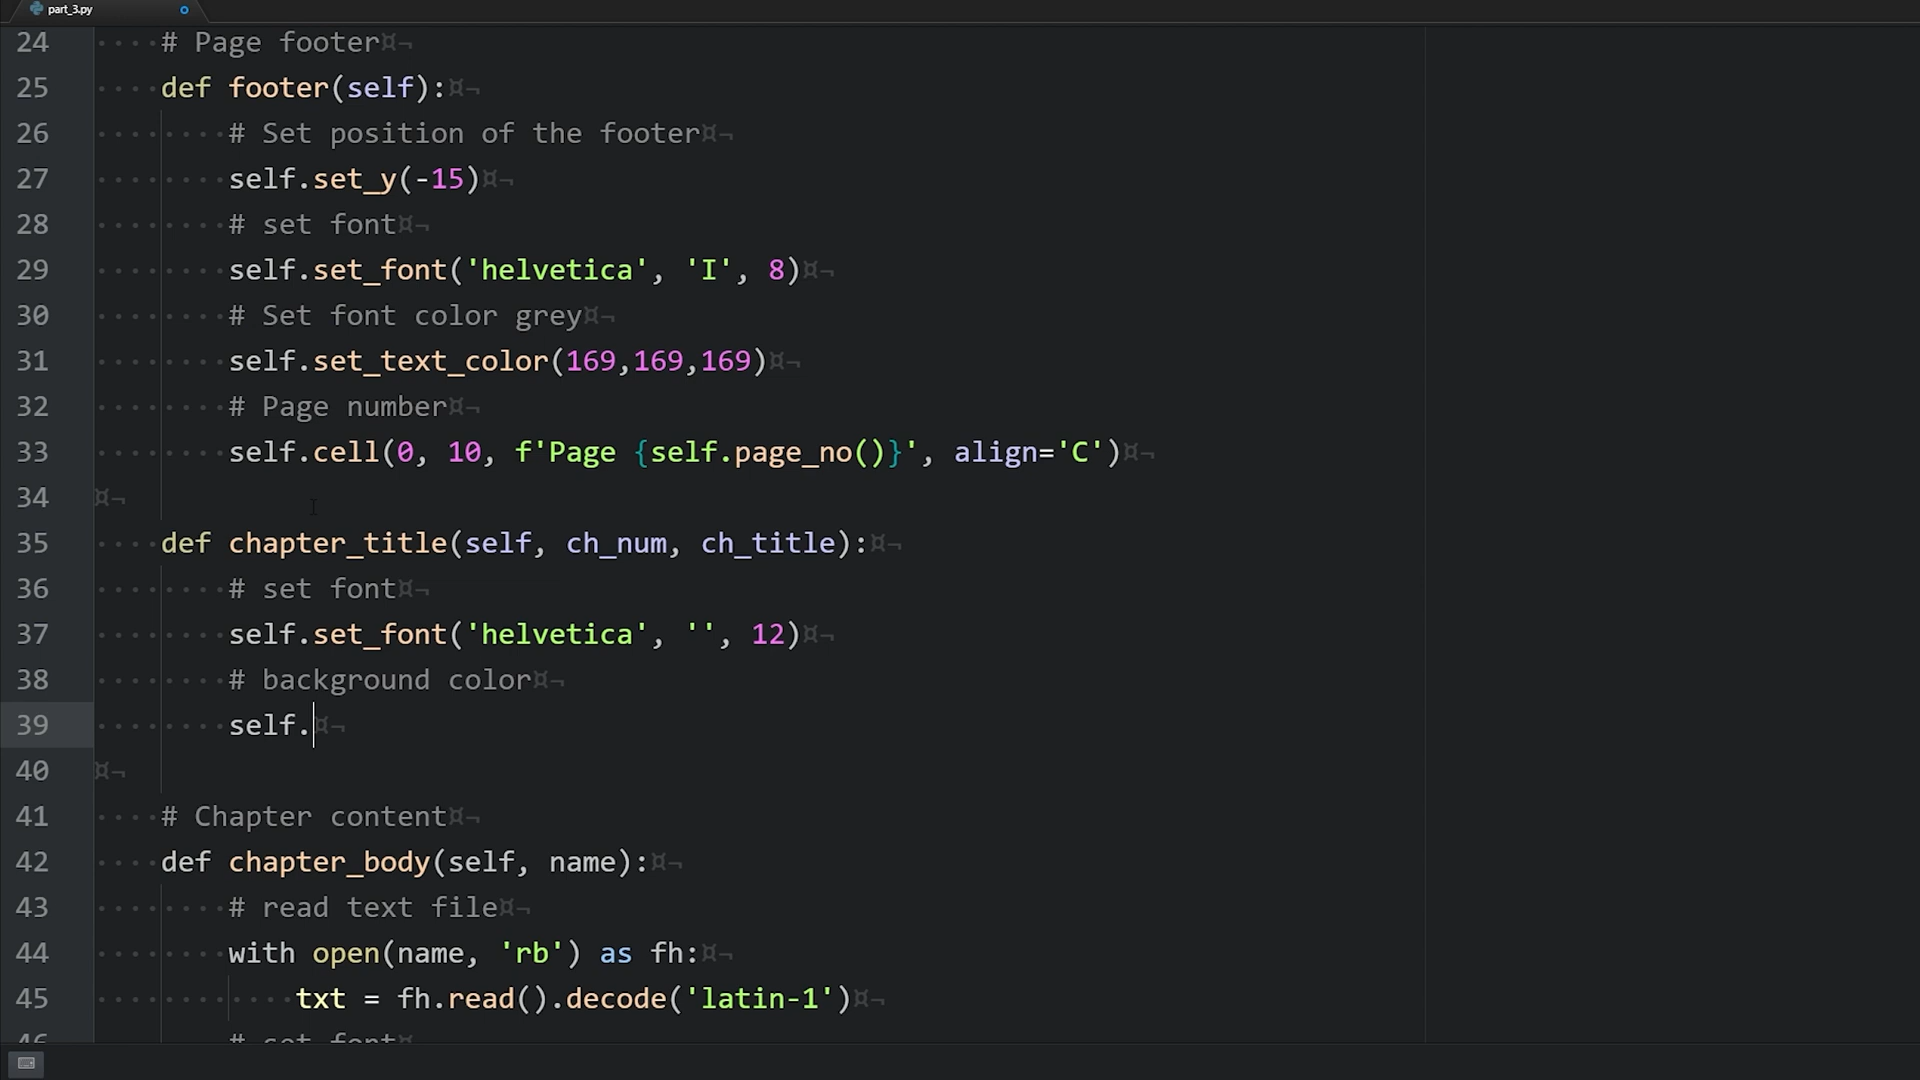 part_3.py
24 # Page footer
25 def footer(self):
26 # Set position of the footer
27 self.set_y(-15)
28 # set font
29 self.set_font('helvetica', 'I', 8)
30 # Set font color grey
31 self.set_text_color(169,169,169)
32 # Page number
33 self.cell(0, 10, f'Page {self.page_no()}', align='C')
34
35 def chapter_title(self, ch_num, ch_title):
36 # set font
37 self.set_font('helvetica', '', 12)
38 # background color
39 self.
40
41 # Chapter content
42 def chapter_body(self, name):
43 # read text file
44 with open(name, 'rb') as fh:
45 txt = fh.read().decode('latin-1')
46 # set font